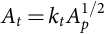 A_t = k_t A_p^{1/2}